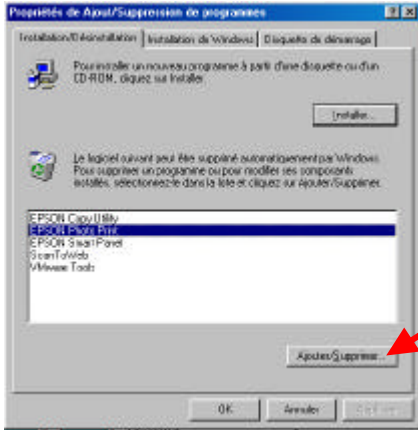 Propriétés de Ajout/Suppression de programmes
Installation/Désinstallation
Installation de Windows
Disquette de démarrage
Pour installer un nouveau programme à partir d'une disquette ou d'un
CD-ROM, cliquez sur Installer.
Installer...
Le logiciel suivant peut être supprimé automatiquement par Windows.
Pour supprimer un programme ou pour modifier ses composants
installés, sélectionnez-le dans la liste et cliquez sur Ajouter/Supprimer.
EPSON Copy Utility
EPSON Photo Print
EPSON Smart Panel
ScanToWeb
VMware Tools
Ajouter/Supprimer...
OK
Annuler